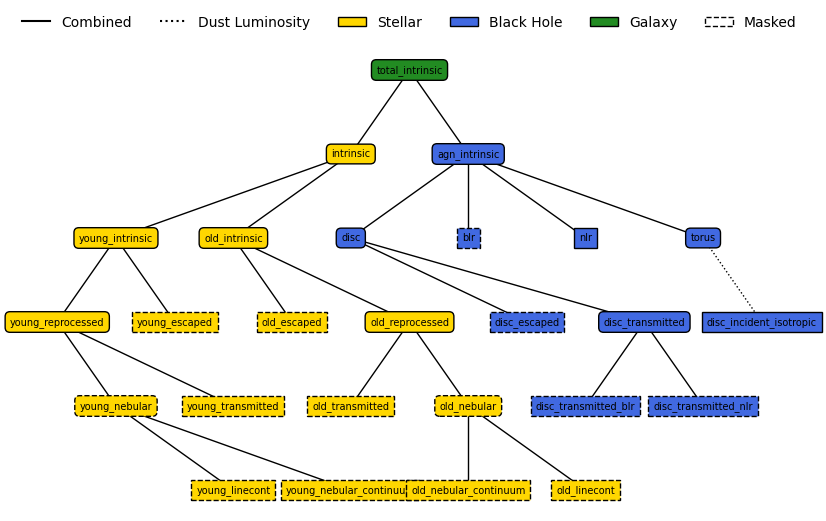 Combined Dust Luminosity Stellar Black Hole Galaxy Masked
total_intrinsic
intrinsic agn_intrinsic
young_intrinsic old_intrinsic disc blr nlr torus
young_reprocessed young_escaped old_escaped old_reprocessed disc_escaped disc_transmitted disc_incident_isotropic
young_nebular young_transmitted old_transmitted old_nebular disc_transmitted_blr disc_transmitted_nlr
young_linecont young_nebular_continuu old_nebular_continuum old_linecont